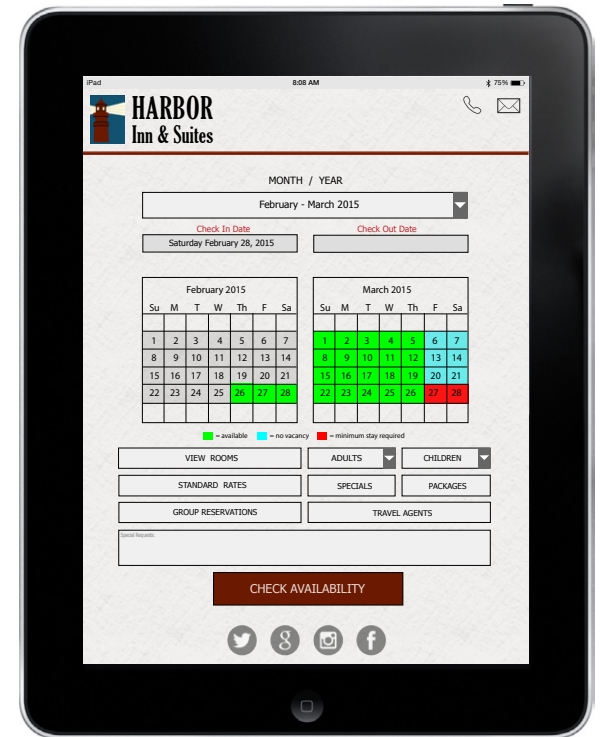 iPad 8:08 AM 75%
HARBOR
Inn & Suites
MONTH / YEAR
February - March 2015
Check In Date Check Out Date
Saturday February 28, 2015
February 2015 March 2015
Su M T W Th F Sa Su M T W Th F Sa
1 2 3 4 5 6 7 1 2 3 4 5 6 7
8 9 10 11 12 13 14 8 9 10 11 12 13 14
15 16 17 18 19 20 21 15 16 17 18 19 20 21
22 23 24 25 26 27 28 22 23 24 25 26 27 28
= available = no vacancy = minimum stay required
VIEW ROOMS ADULTS CHILDREN
STANDARD RATES SPECIALS PACKAGES
GROUP RESERVATIONS TRAVEL AGENTS
Special Requests:
CHECK AVAILABILITY